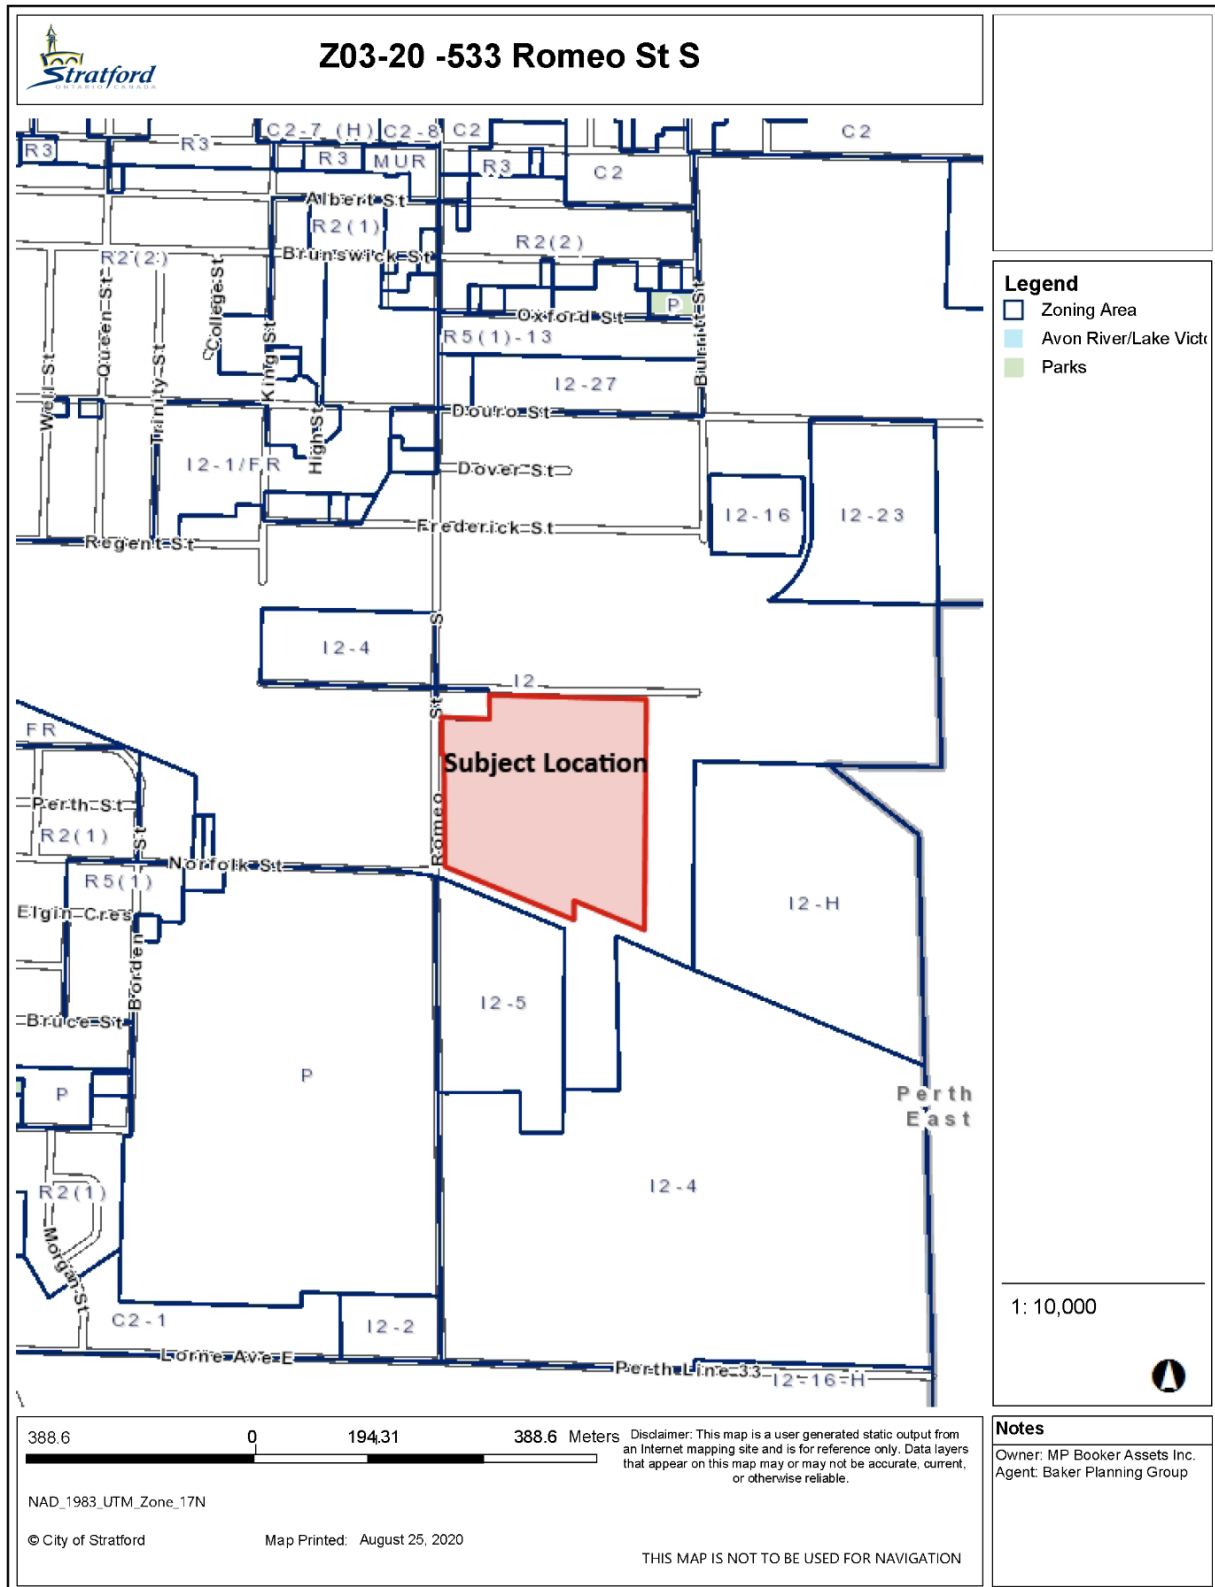 Stratford
ONTARIO CANADA
Z03-20 -533 Romeo St S
C2-7 (H)
C2-8
C2
C2
R3
R3
R3
MUR
R3
C2
Albert St
R2(1)
R2(2)
Brunswick St
R2(2)
College St
Queen St
Well St
Trinity St
King St
P
Oxford St
R5(1)-13
Burritt St
I2-27
Douro St
High St
I2-1/FR
Dover St
I2-16
I2-23
Frederick St
Regent St
I2-4
I2
FR
Romeo St S
Subject Location
Perth St
R2(1)
Norfolk St
R5(1)
Elgin Cres
Borden St
I2-H
I2-5
Bruce St
P
P
Perth
East
R2(1)
I2-4
Morgan St
C2-1
I2-2
Lorne Ave E
Perth Line 33
I2-16-H
Legend
Zoning Area
Avon River/Lake Victo
Parks
1: 10,000
388.6
0
194.31
388.6 Meters
Disclaimer: This map is a user generated static output from
an Internet mapping site and is for reference only. Data layers
that appear on this map may or may not be accurate, current,
or otherwise reliable.
NAD_1983_UTM_Zone_17N
© City of Stratford
Map Printed: August 25, 2020
THIS MAP IS NOT TO BE USED FOR NAVIGATION
Notes
Owner: MP Booker Assets Inc.
Agent: Baker Planning Group